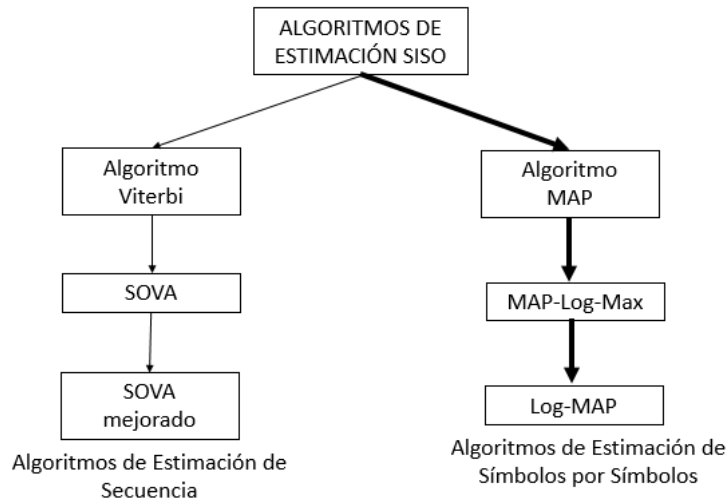 ALGORITMOS DE
ESTIMACIÓN SISO
Algoritmo
Viterbi
Algoritmo
MAP
SOVA
MAP-Log-Max
SOVA
mejorado
Log-MAP
Algoritmos de Estimación de
Secuencia
Algoritmos de Estimación de
Símbolos por Símbolos